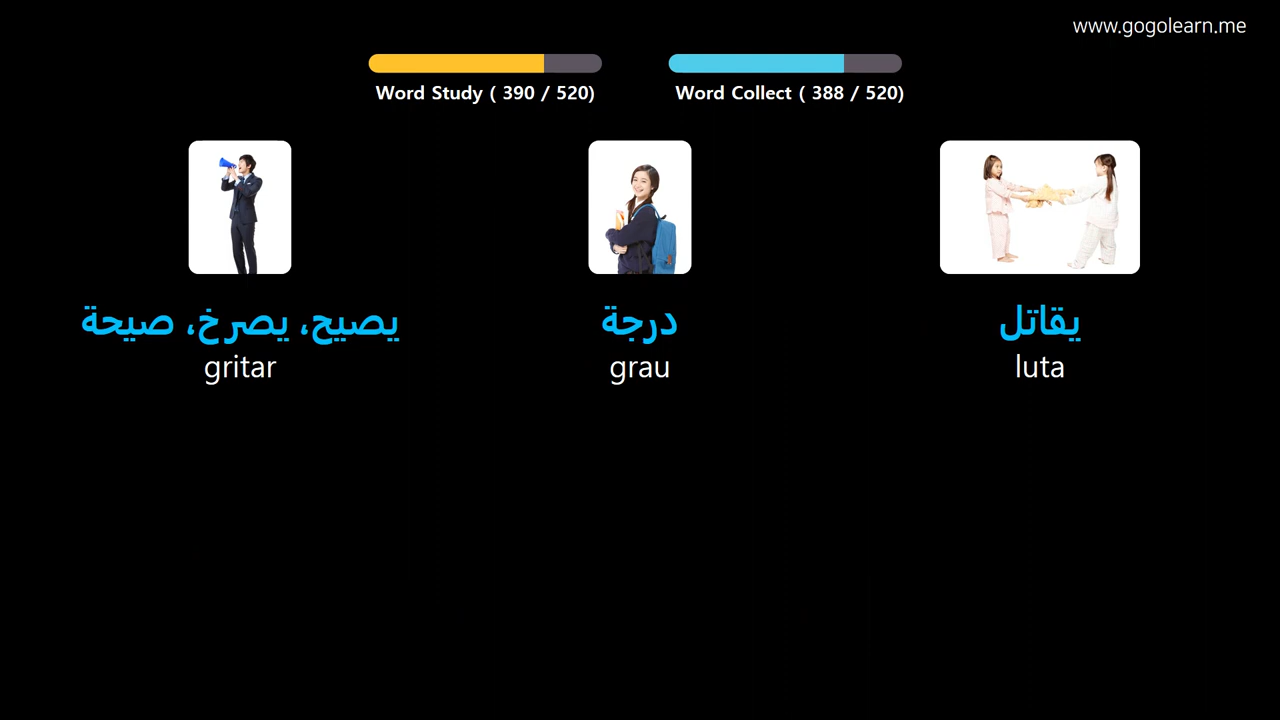 www.gogolearn.me
Word Study ( 390 / 520)
Word Collect ( 388 / 520)
يصيح، يصرخ، صيحة
gritar
درجة
grau
يقاتل
luta